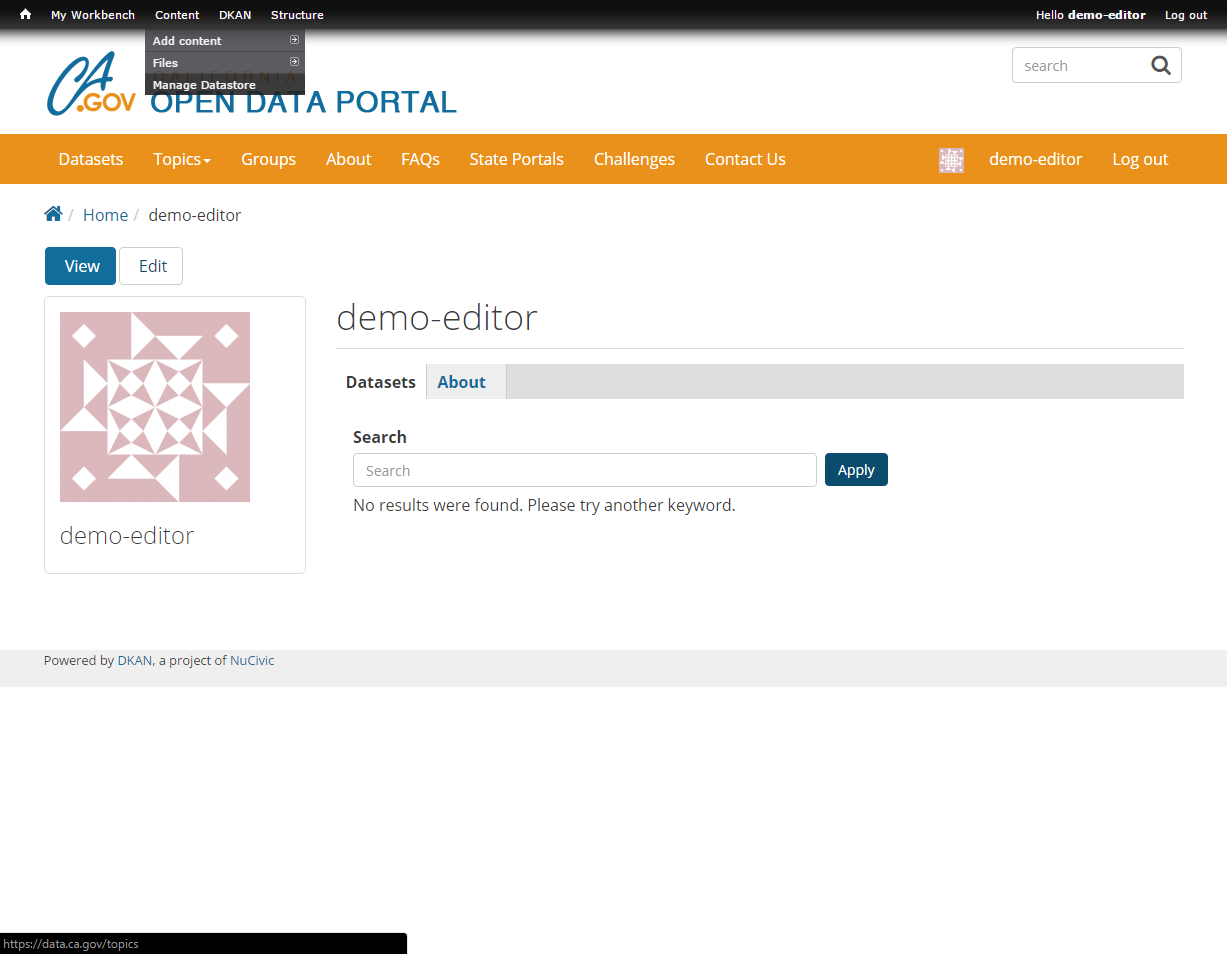 My Workbench Content DKAN Structure Hello demo-editor Log out
Add content
Files
Manage Datastore
CALIFORNIA
CA.GOV OPEN DATA PORTAL
search
Datasets Topics Groups About FAQs State Portals Challenges Contact Us demo-editor Log out
/ Home / demo-editor
View Edit
demo-editor
demo-editor
Datasets About
Search
Search Apply
No results were found. Please try another keyword.
Powered by DKAN, a project of NuCivic
https://data.ca.gov/topics